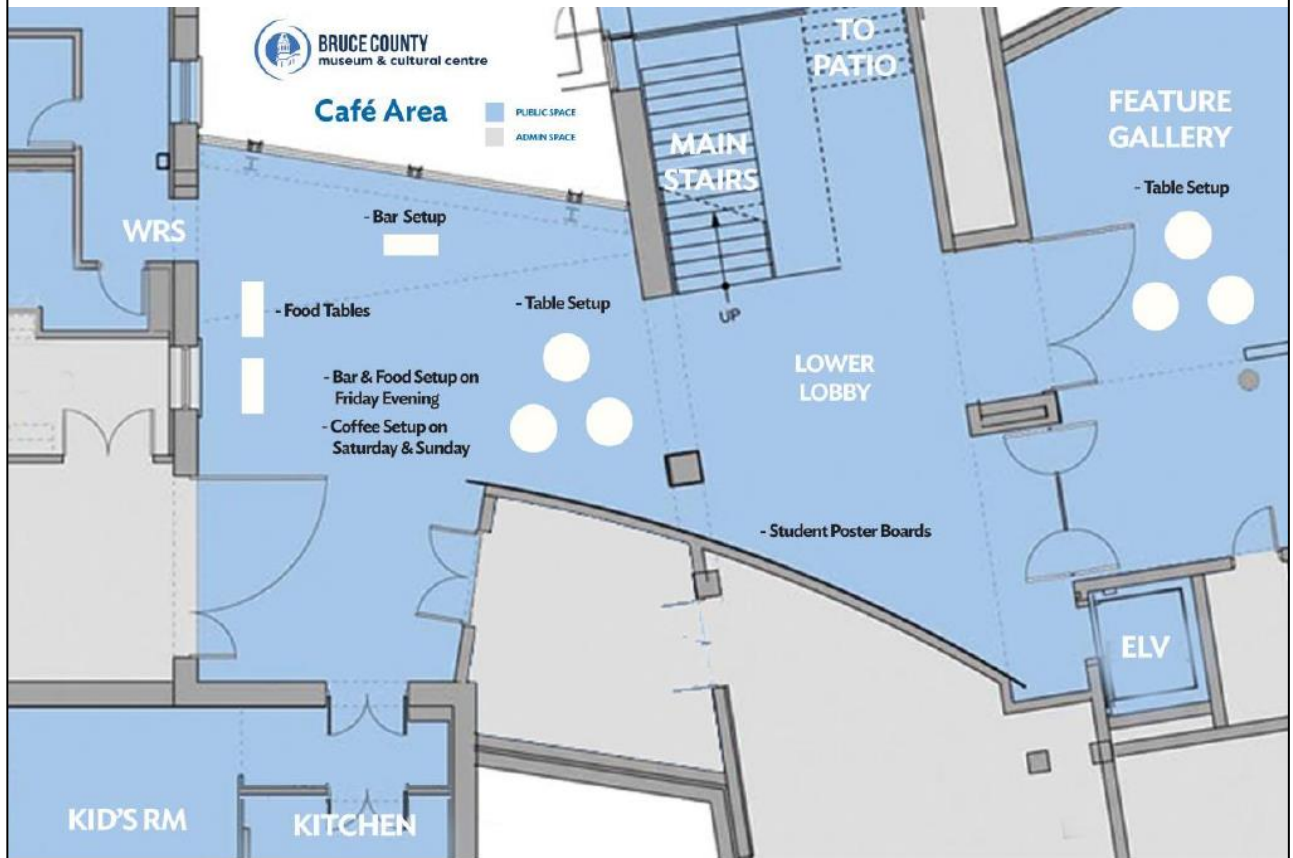 BRUCE COUNTY
museum & cultural centre
Café Area
PUBLIC SPACE
ADMIN SPACE
TO
PATIO
MAIN
STAIRS
FEATURE
GALLERY
- Table Setup
WRS
- Bar Setup
- Food Tables
- Table Setup
UP
LOWER
LOBBY
- Bar & Food Setup on
Friday Evening
- Coffee Setup on
Saturday & Sunday
- Student Poster Boards
ELV
KID'S RM
KITCHEN